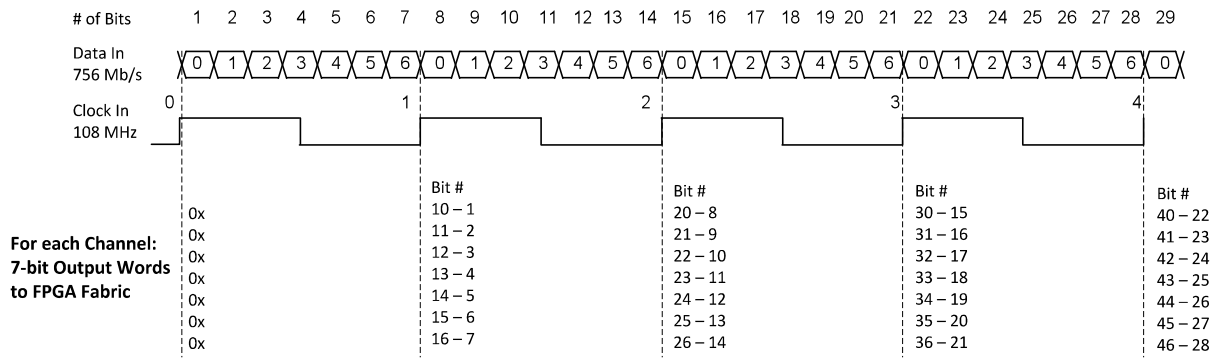 # of Bits 1 2 3 4 5 6 7 8 9 10 11 12 13 14 15 16 17 18 19 20 21 22 23 24 25 26 27 28 29
Data In
756 Mb/s
0 1 2 3 4 5 6 0 1 2 3 4 5 6 0 1 2 3 4 5 6 0 1 2 3 4 5 6 0
Clock In
108 MHz
0 1 2 3 4
For each Channel:
7-bit Output Words
to FPGA Fabric
0x
0x
0x
0x
0x
0x
0x
Bit #
10 – 1
11 – 2
12 – 3
13 – 4
14 – 5
15 – 6
16 – 7
Bit #
20 – 8
21 – 9
22 – 10
23 – 11
24 – 12
25 – 13
26 – 14
Bit #
30 – 15
31 – 16
32 – 17
33 – 18
34 – 19
35 – 20
36 – 21
Bit #
40 – 22
41 – 23
42 – 24
43 – 25
44 – 26
45 – 27
46 – 28